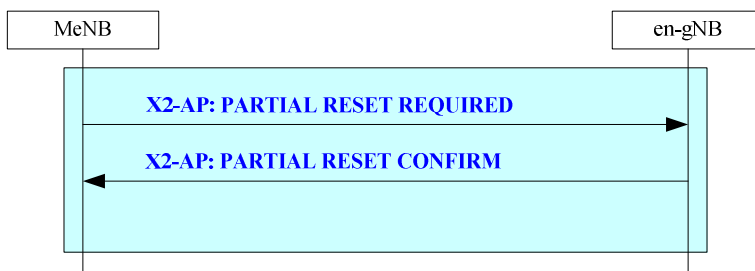 MeNB
en-gNB
X2-AP: PARTIAL RESET REQUIRED
X2-AP: PARTIAL RESET CONFIRM